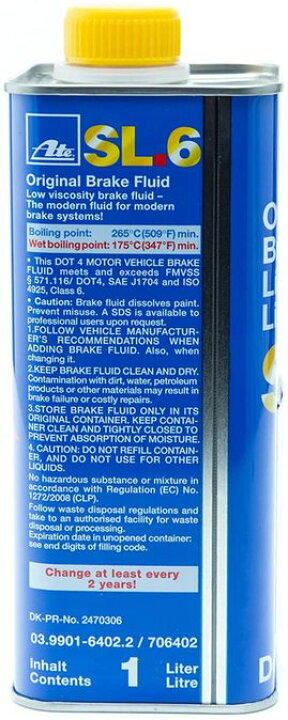 Ate
SL.6
Original Brake Fluid
Low viscosity brake fluid –
The modern fluid for modern
brake systems!
Boiling point: 265°C(509°F) min.
Wet boiling point: 175°C(347°F) min.
• This DOT 4 MOTOR VEHICLE BRAKE
FLUID meets and exceeds FMVSS
§ 571.116/ DOT4, SAE J1704 and ISO
4925, Class 6.
• Caution: Brake fluid dissolves paint.
Prevent misuse. A SDS is available to
professional users upon request.
1.FOLLOW VEHICLE MANUFACTUR-
ER'S RECOMMENDATIONS WHEN
ADDING BRAKE FLUID. Also, when
changing it.
2.KEEP BRAKE FLUID CLEAN AND DRY.
Contamination with dirt, water, petroleum
products or other materials may result in
brake failure or costly repairs.
3.STORE BRAKE FLUID ONLY IN ITS
ORIGINAL CONTAINER. KEEP CONTAI-
NER CLEAN AND TIGHTLY CLOSED TO
PREVENT ABSORPTION OF MOISTURE.
4. CAUTION: DO NOT REFILL CONTAIN-
ER, AND DO NOT USE FOR OTHER
LIQUIDS.
No hazardous substance or mixture in
accordance with Regulation (EC) No.
1272/2008 (CLP).
Follow waste disposal regulations and
take to an authorised facility for waste
disposal or processing.
Expiration date in unopened container:
see end digits of filling code.
Change at least every
2 years!
DK-PR-No. 2470306
03.9901-6402.2 / 706402
Inhalt 1 Liter
Contents Litre